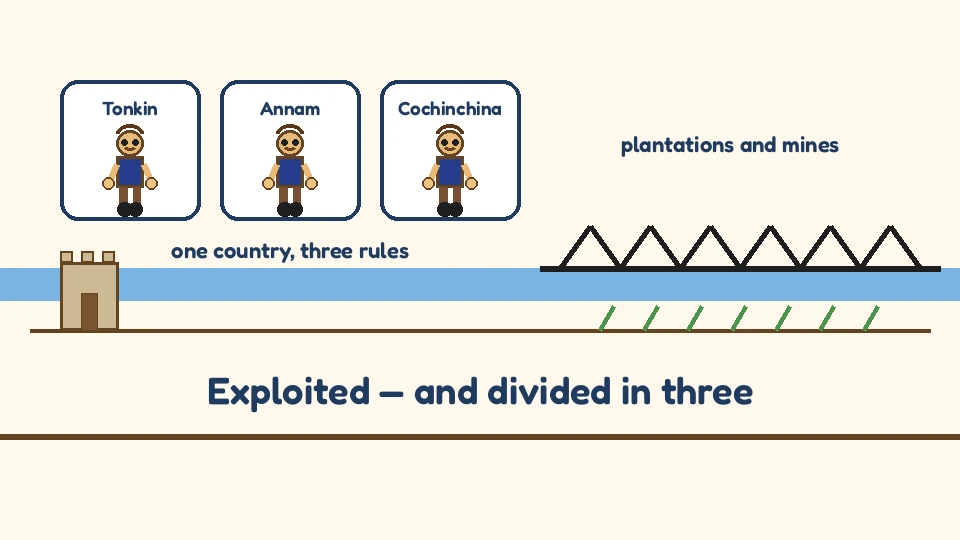 Tonkin
Annam
Cochinchina
plantations and mines
one country, three rules
Exploited — and divided in three